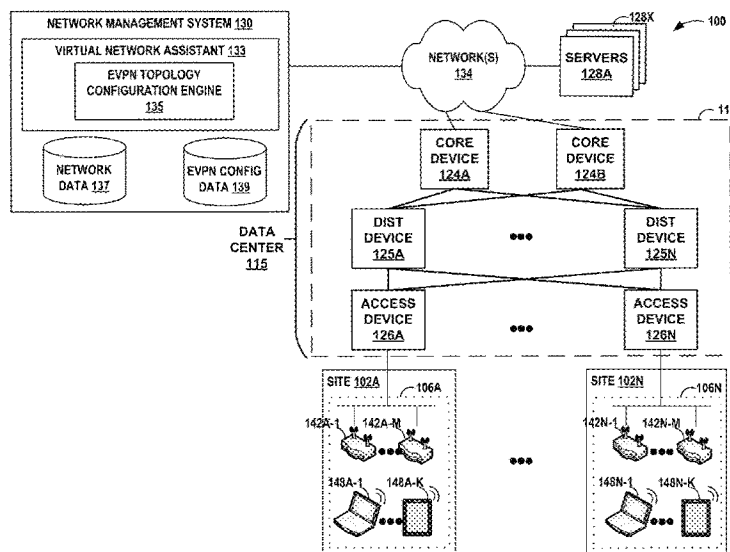 NETWORK MANAGEMENT SYSTEM 130
VIRTUAL NETWORK ASSISTANT 133
EVPN TOPOLOGY
CONFIGURATION ENGINE
135
NETWORK
DATA 137
EVPN CONFIG
DATA 139
NETWORK(S)
134
128X
SERVERS
128A
100
11
CORE
DEVICE
124A
CORE
DEVICE
124B
DATA
CENTER
115
DIST
DEVICE
125A
DIST
DEVICE
125N
ACCESS
DEVICE
126A
ACCESS
DEVICE
126N
SITE 102A
106A
142A-1
142A-M
148A-1
148A-K
SITE 102N
106N
142N-1
142N-M
148N-1
148N-K